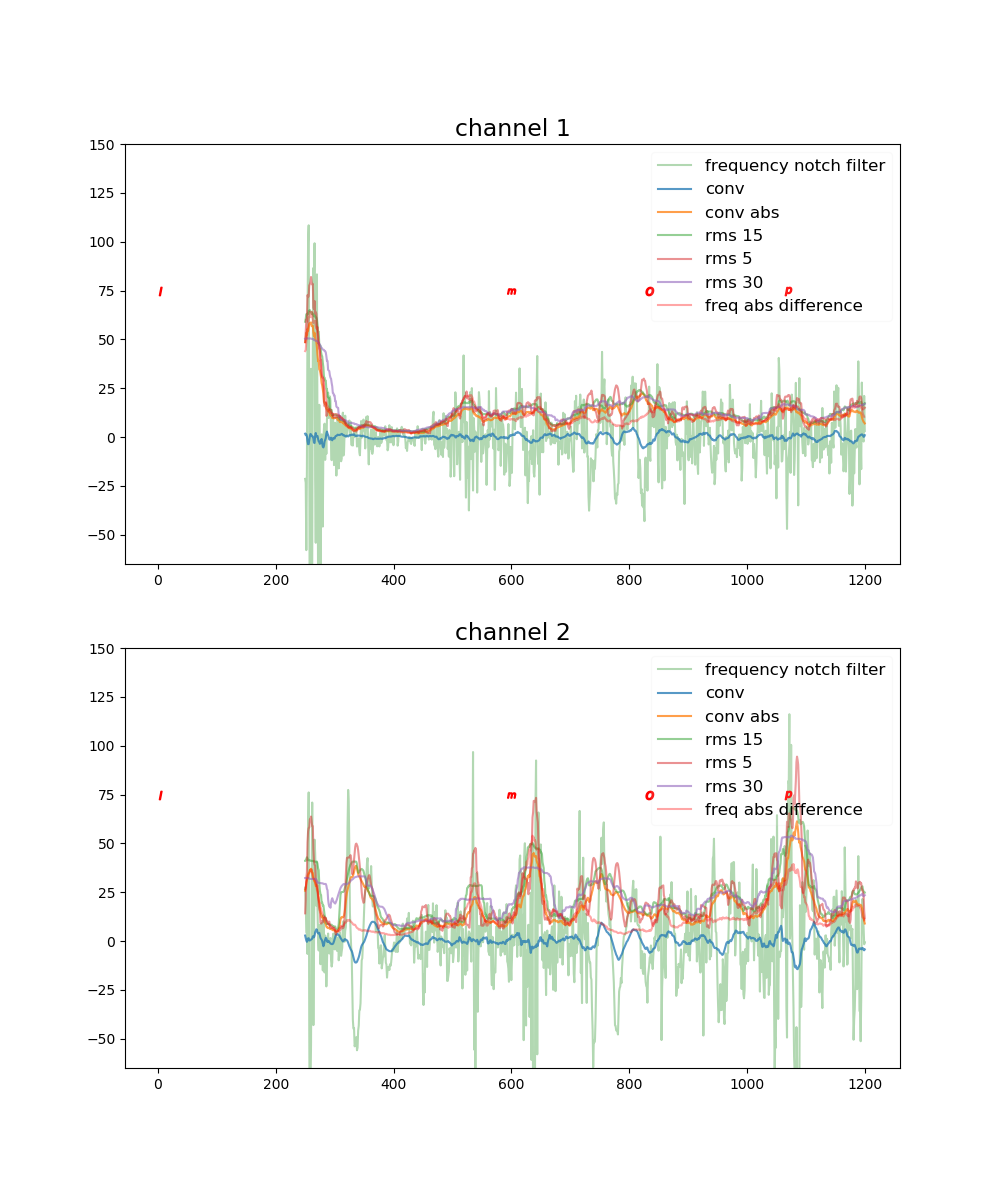 channel 1
150
125
100
75
50
25
0
−25
−50
frequency notch filter
conv
conv abs
rms 15
rms 5
rms 30
freq abs difference
l m o p
0 200 400 600 800 1000 1200
channel 2
150
125
100
75
50
25
0
−25
−50
frequency notch filter
conv
conv abs
rms 15
rms 5
rms 30
freq abs difference
l m o p
0 200 400 600 800 1000 1200